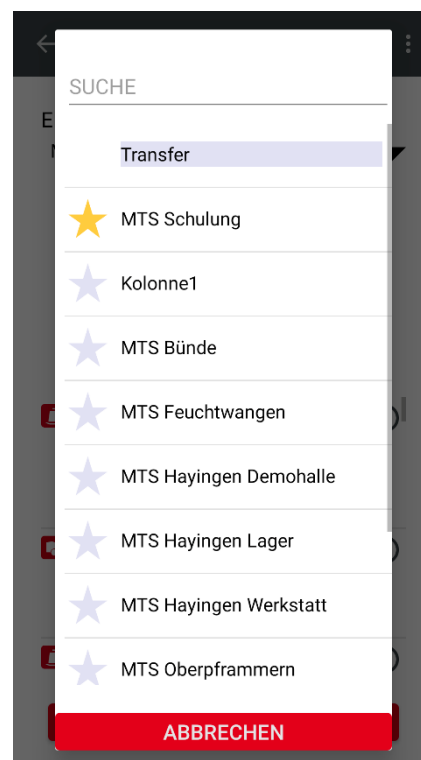 SUCHE
Transfer
MTS Schulung
Kolonne1
MTS Bünde
MTS Feuchtwangen
MTS Hayingen Demohalle
MTS Hayingen Lager
MTS Hayingen Werkstatt
MTS Oberpframmern
ABBRECHEN